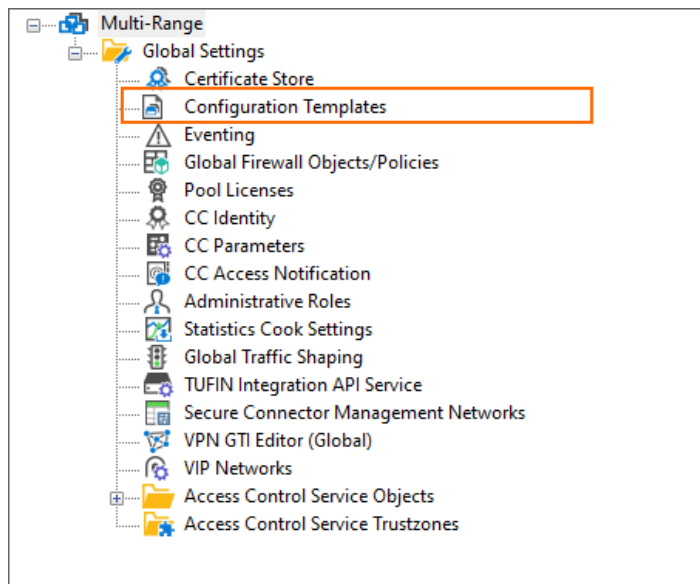 Multi-Range
Global Settings
Certificate Store
Configuration Templates
Eventing
Global Firewall Objects/Policies
Pool Licenses
CC Identity
CC Parameters
CC Access Notification
Administrative Roles
Statistics Cook Settings
Global Traffic Shaping
TUFIN Integration API Service
Secure Connector Management Networks
VPN GTI Editor (Global)
VIP Networks
Access Control Service Objects
Access Control Service Trustzones